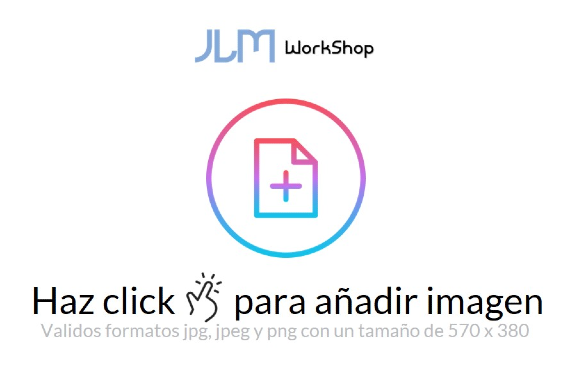 JLM WorkShop
Haz click para añadir imagen
Validos formatos jpg, jpeg y png con un tamaño de 570 x 380